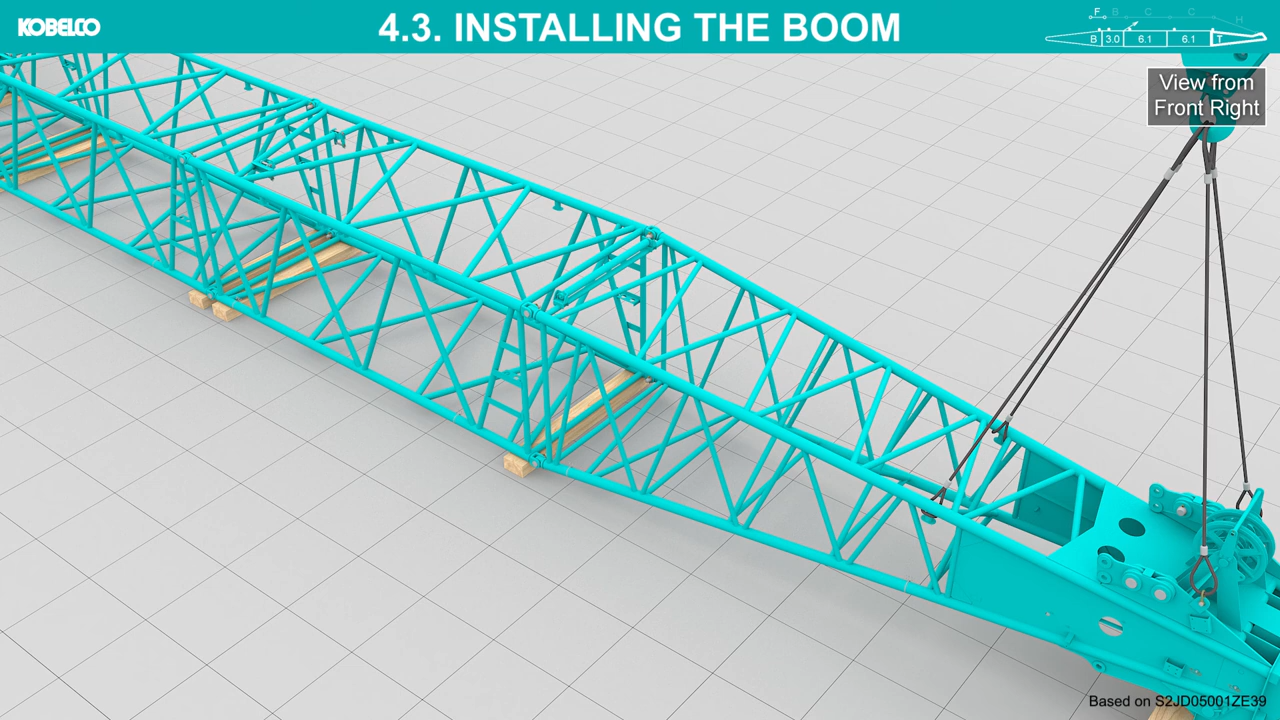 KOBELCO
4.3. INSTALLING THE BOOM
F B C C H
B 3.0 6.1 6.1 T
View from
Front Right
Based on S2JD05001ZE39